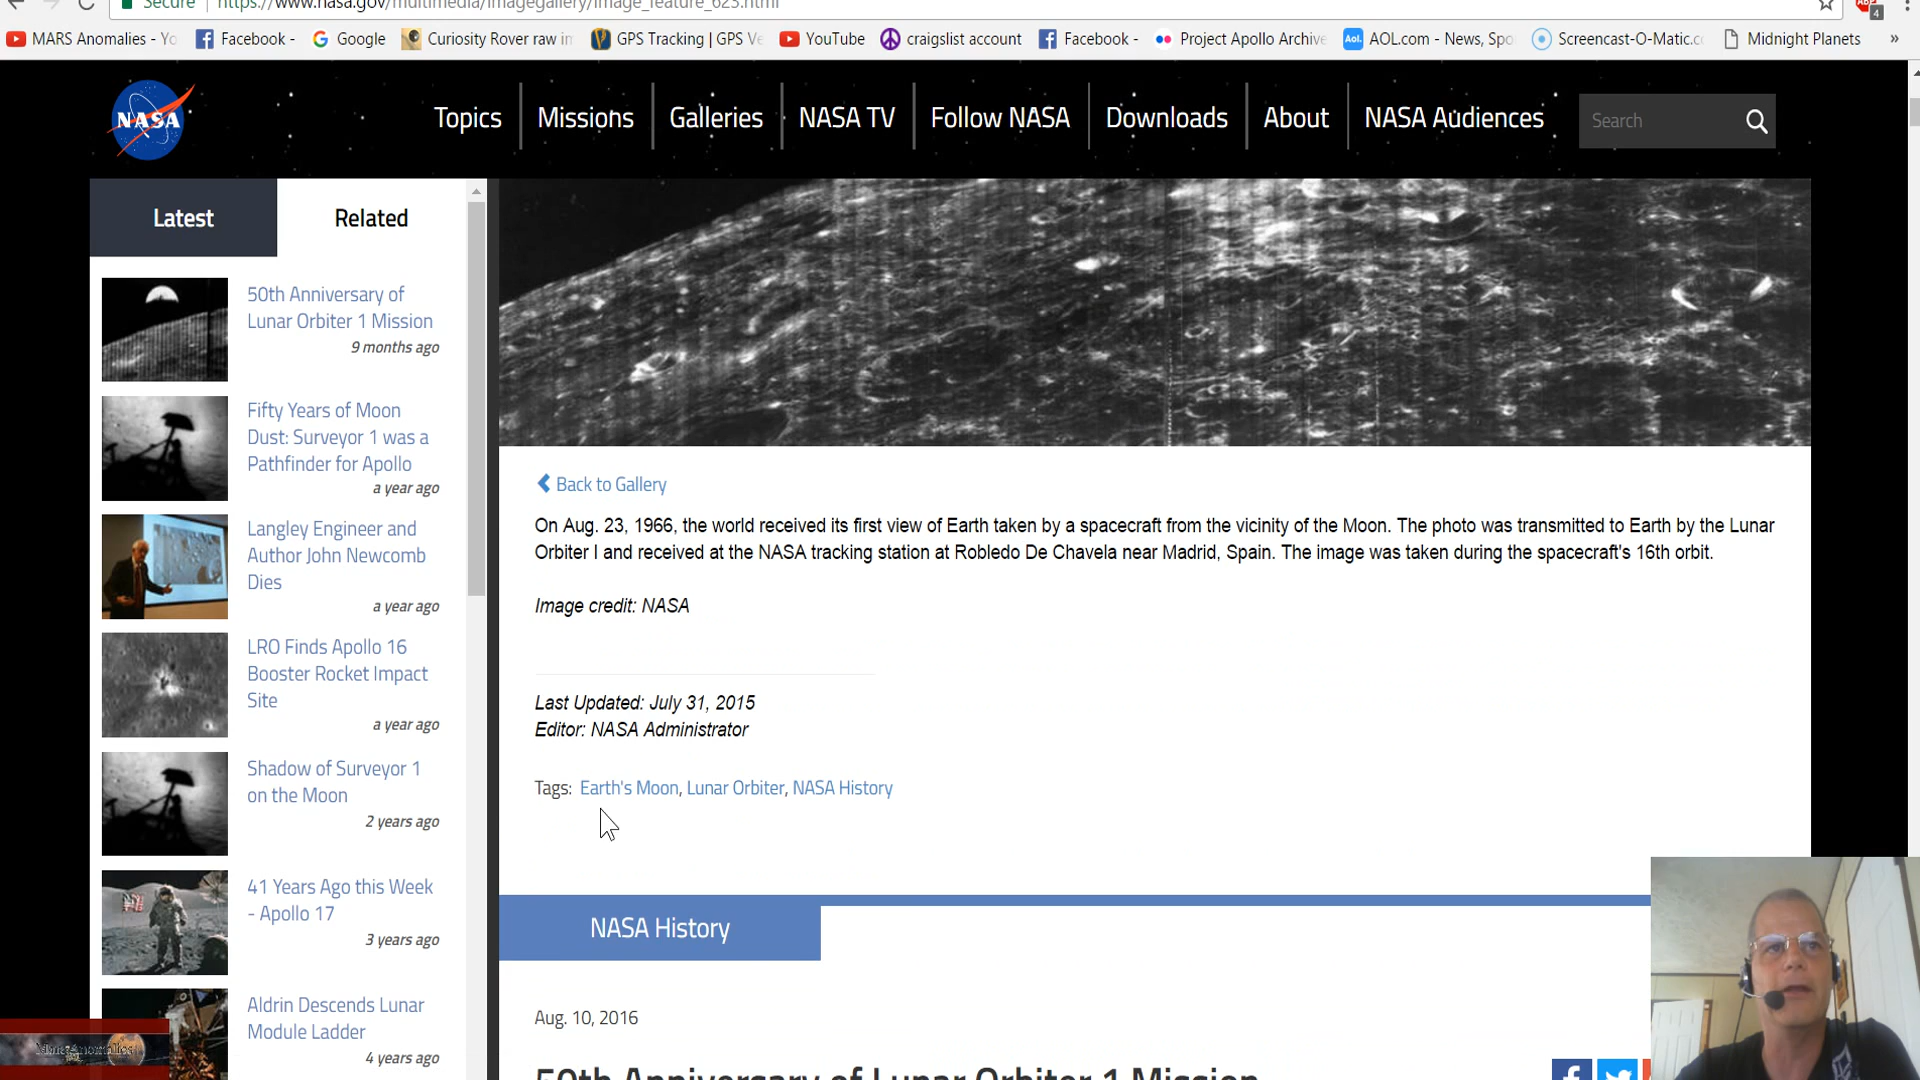 Secure https://www.nasa.gov/multimedia/imagegallery/image_feature_623.html
4
MARS Anomalies - Yo
Facebook -
Google
Curiosity Rover raw im
GPS Tracking | GPS Ve
YouTube
craigslist account
Facebook -
Project Apollo Archive
Aol. AOL.com - News, Spo
Screencast-O-Matic.c
Midnight Planets
»
NASA
Topics
Missions
Galleries
NASA TV
Follow NASA
Downloads
About
NASA Audiences
Search
Latest
Related
50th Anniversary of
Lunar Orbiter 1 Mission
9 months ago
Fifty Years of Moon
Dust: Surveyor 1 was a
Pathfinder for Apollo
a year ago
Langley Engineer and
Author John Newcomb
Dies
a year ago
LRO Finds Apollo 16
Booster Rocket Impact
Site
a year ago
Shadow of Surveyor 1
on the Moon
2 years ago
41 Years Ago this Week
- Apollo 17
3 years ago
Aldrin Descends Lunar
Module Ladder
4 years ago
Back to Gallery
On Aug. 23, 1966, the world received its first view of Earth taken by a spacecraft from the vicinity of the Moon. The photo was transmitted to Earth by the Lunar
Orbiter I and received at the NASA tracking station at Robledo De Chavela near Madrid, Spain. The image was taken during the spacecraft's 16th orbit.
Image credit: NASA
Last Updated: July 31, 2015
Editor: NASA Administrator
Tags: Earth's Moon, Lunar Orbiter, NASA History
NASA History
Aug. 10, 2016
50th Anniversary of Lunar Orbiter 1 Mission